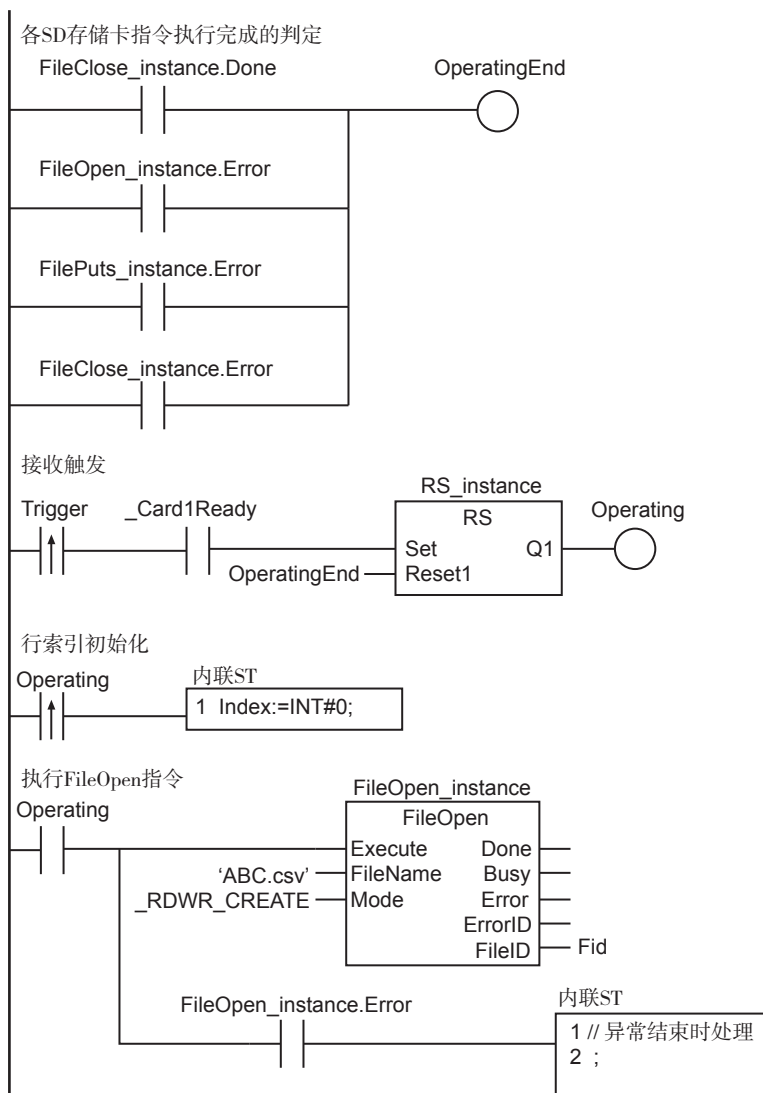 各SD存储卡指令执行完成的判定
FileClose_instance.Done
OperatingEnd
FileOpen_instance.Error
FilePuts_instance.Error
FileClose_instance.Error
接收触发
Trigger
_Card1Ready
RS_instance
RS
Operating
Set
Q1
OperatingEnd
Reset1
行索引初始化
Operating
内联ST
1 Index:=INT#0;
执行FileOpen指令
Operating
FileOpen_instance
FileOpen
Execute
Done
‘ABC.csv’
FileName
Busy
_RDWR_CREATE
Mode
Error
ErrorID
FileID
Fid
FileOpen_instance.Error
内联ST
1 // 异常结束时处理
2 ;